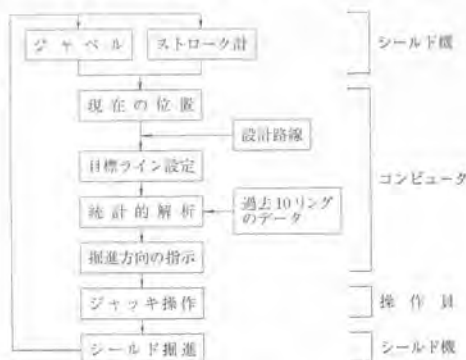 ジャベル
ストローク計
シールド機
現在の位置
設計路線
目標ライン設定
コンピュータ
統計的解析
過去10リング
のデータ
掘進方向の指示
ジャッキ操作
操作員
シールド掘進
シールド機